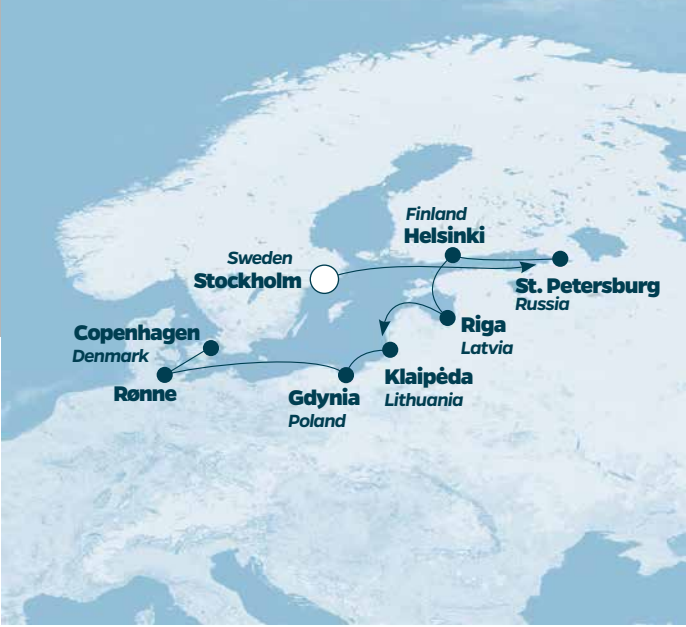 Finland
Helsinki
Sweden
Stockholm
St. Petersburg
Russia
Copenhagen
Denmark
Riga
Latvia
Rønne
Klaipėda
Lithuania
Gdynia
Poland